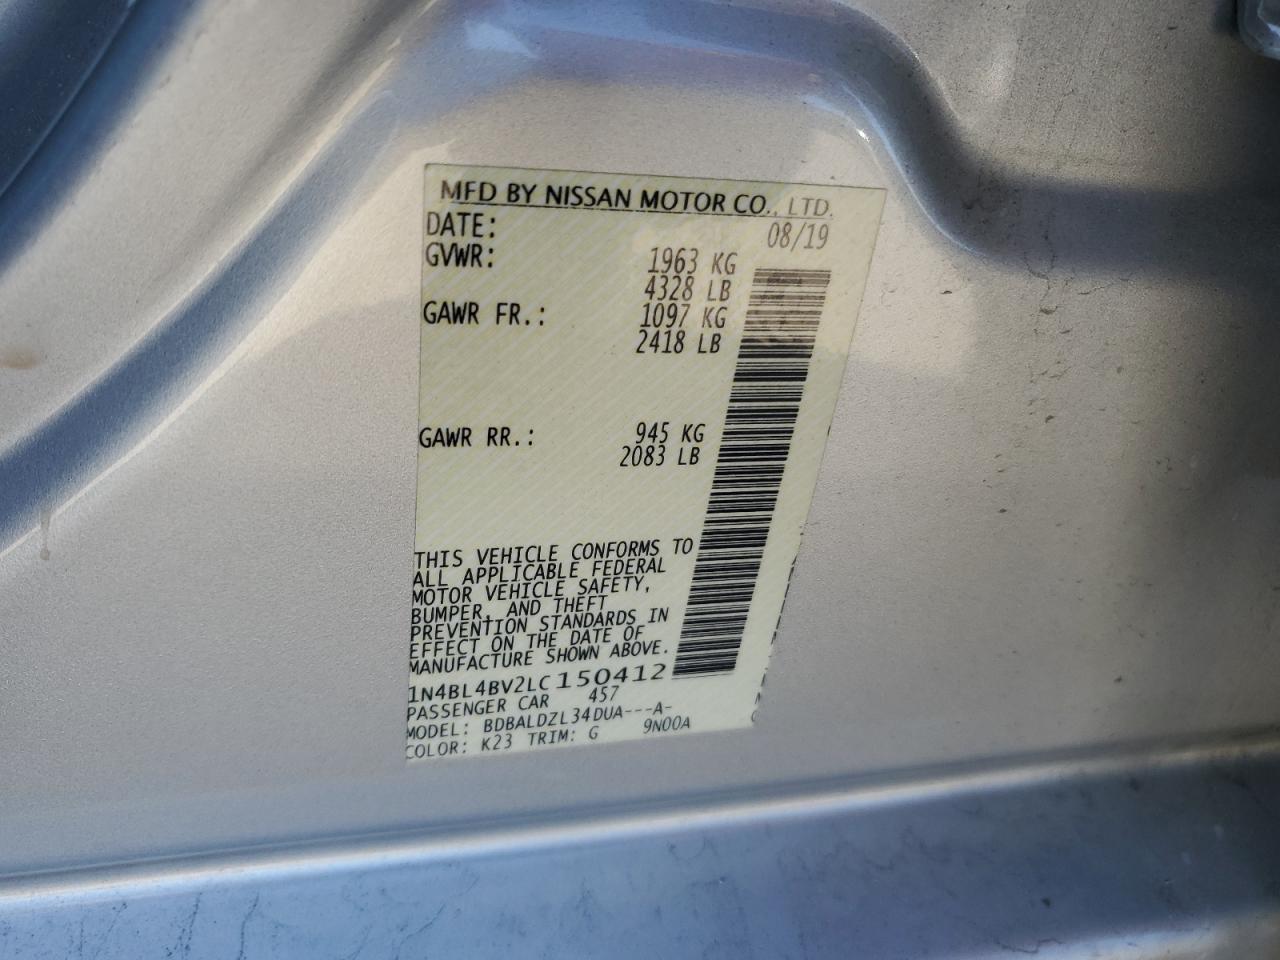 MFD BY NISSAN MOTOR CO., LTD.
DATE: 08/19
GVWR: 1963 KG
4328 LB
GAWR FR.: 1097 KG
2418 LB
GAWR RR.: 945 KG
2083 LB
THIS VEHICLE CONFORMS TO
ALL APPLICABLE FEDERAL
MOTOR VEHICLE SAFETY,
BUMPER, AND THEFT
PREVENTION STANDARDS IN
EFFECT ON THE DATE OF
MANUFACTURE SHOWN ABOVE.
1N4BL4BV2LC150412
PASSENGER CAR 457
MODEL: BDBALDZL34DUA---A-
COLOR: K23 TRIM: G 9N00A